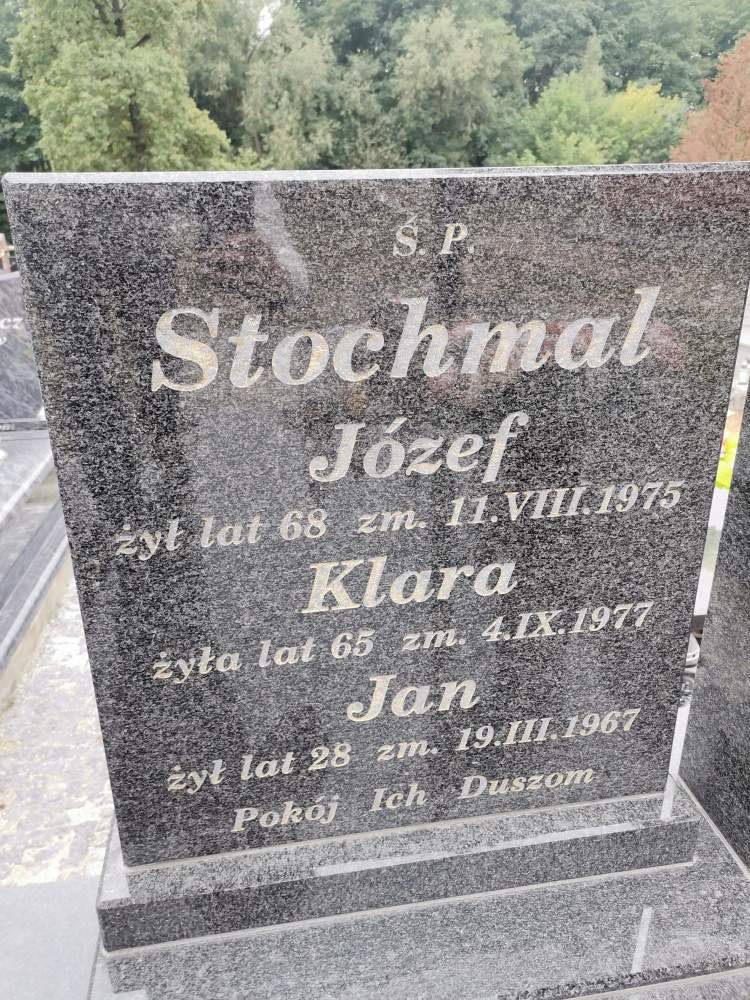 Ś. P.
Stochmal
Józef
żył lat 68 zm. 11.VIII.1975
Klara
żyła lat 65 zm. 4.IX.1977
Jan
żył lat 28 zm. 19.III.1967
Pokój Ich Duszom